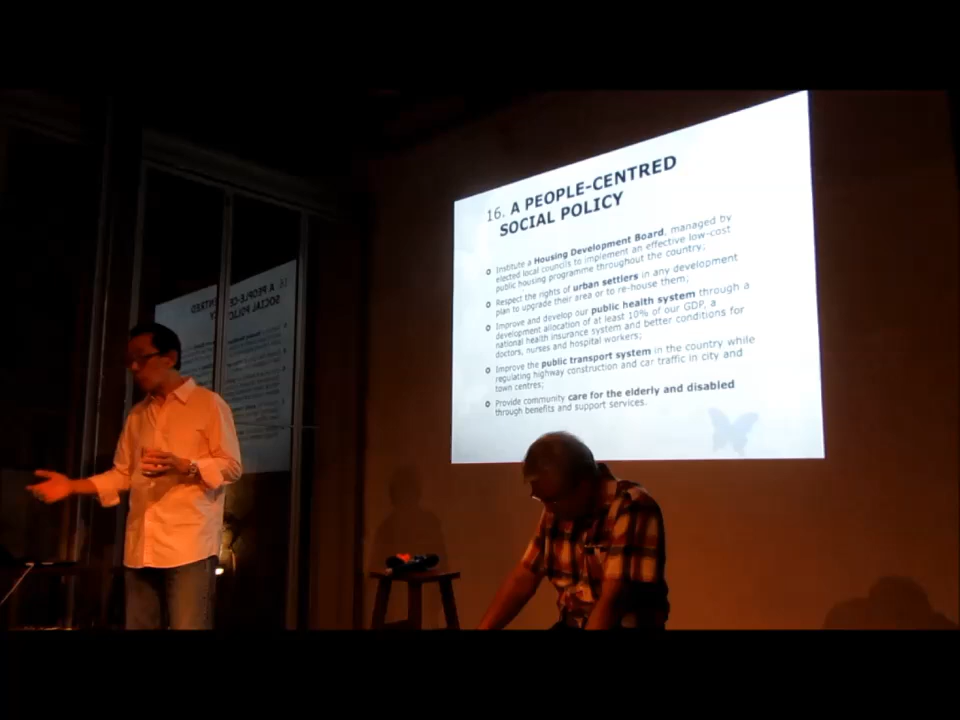 16. A PEOPLE-CENTRED
SOCIAL POLICY
Institute a Housing Development Board, managed by
elected local councils to implement an effective low-cost
public housing programme throughout the country;
Respect the rights of urban settlers in any development
plan to upgrade their area or to re-house them;
Improve and develop our public health system through a
development allocation of at least 10% of our GDP, a
national health insurance system and better conditions for
doctors, nurses and hospital workers;
Improve the public transport system in the country while
regulating highway construction and car traffic in city and
town centres;
Provide community care for the elderly and disabled
through benefits and support services.